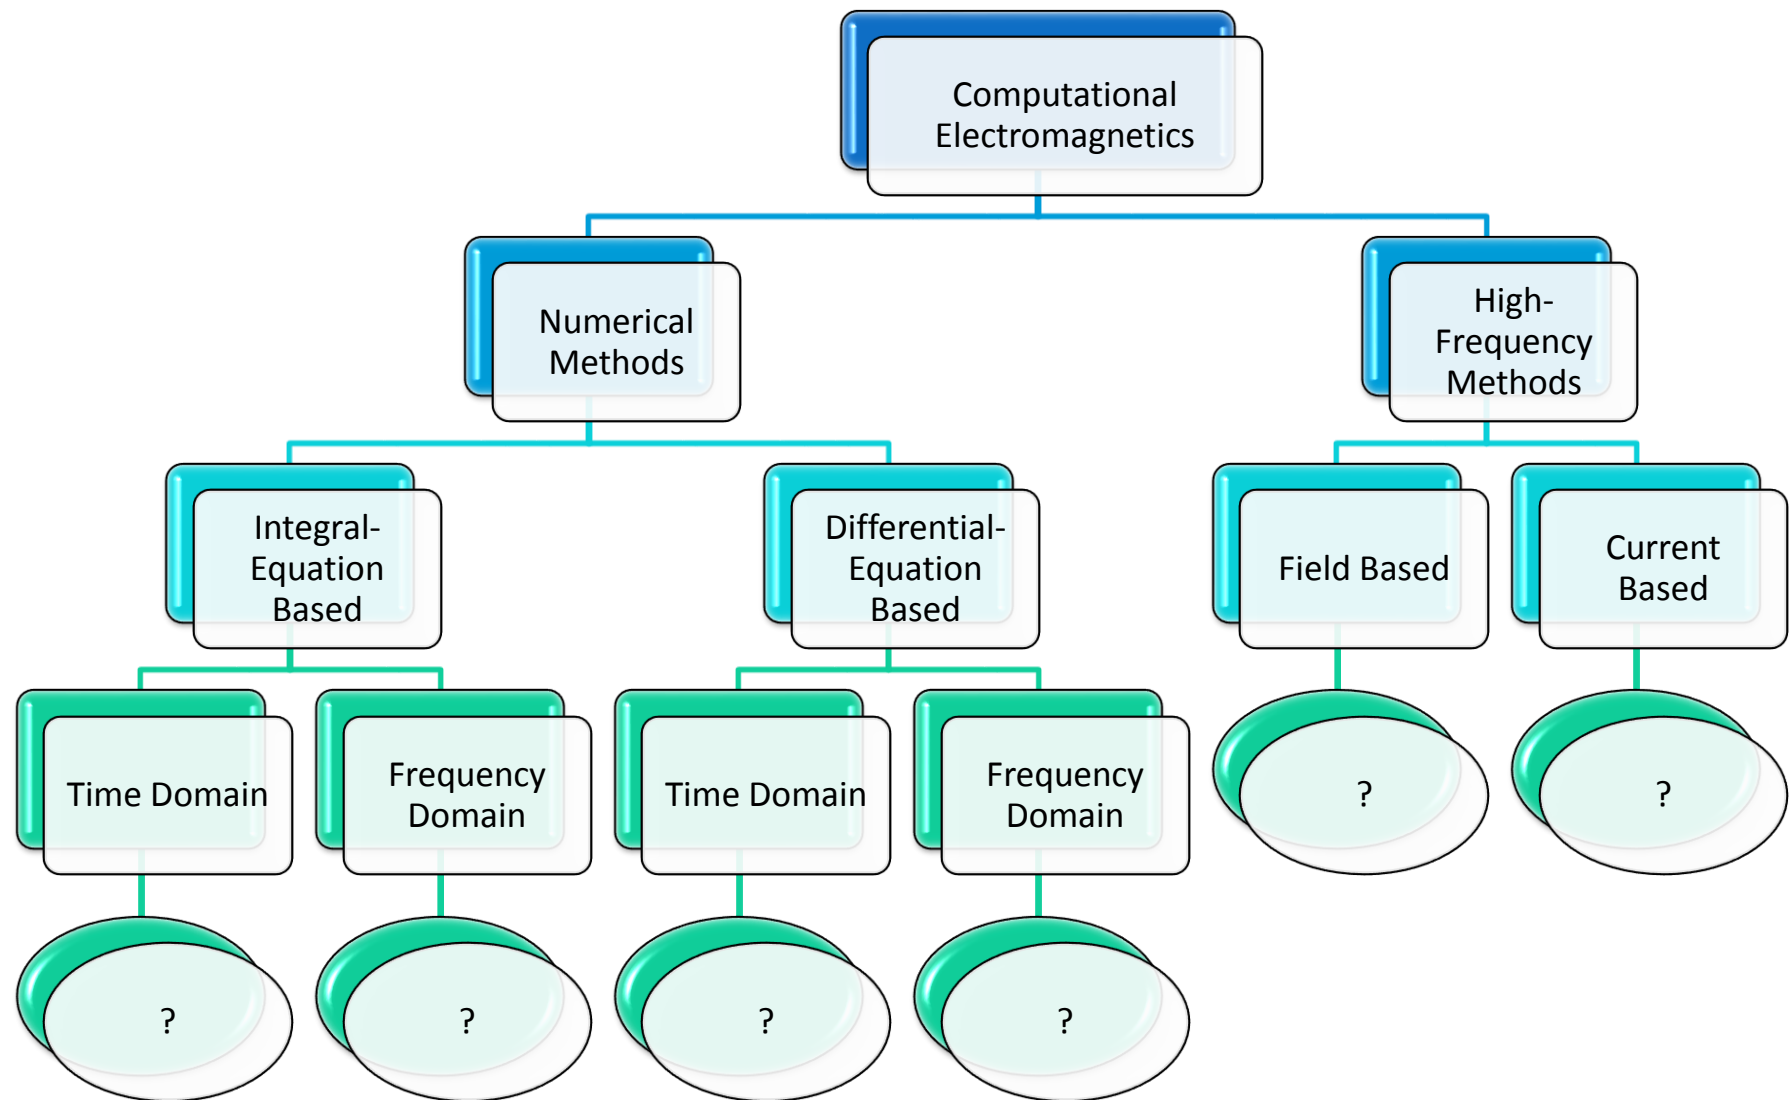 Computational
Electromagnetics
Numerical
Methods
High-
Frequency
Methods
Integral-
Equation
Based
Differential-
Equation
Based
Field Based
Current
Based
Time Domain
Frequency
Domain
Time Domain
Frequency
Domain
?
?
?
?
?
?